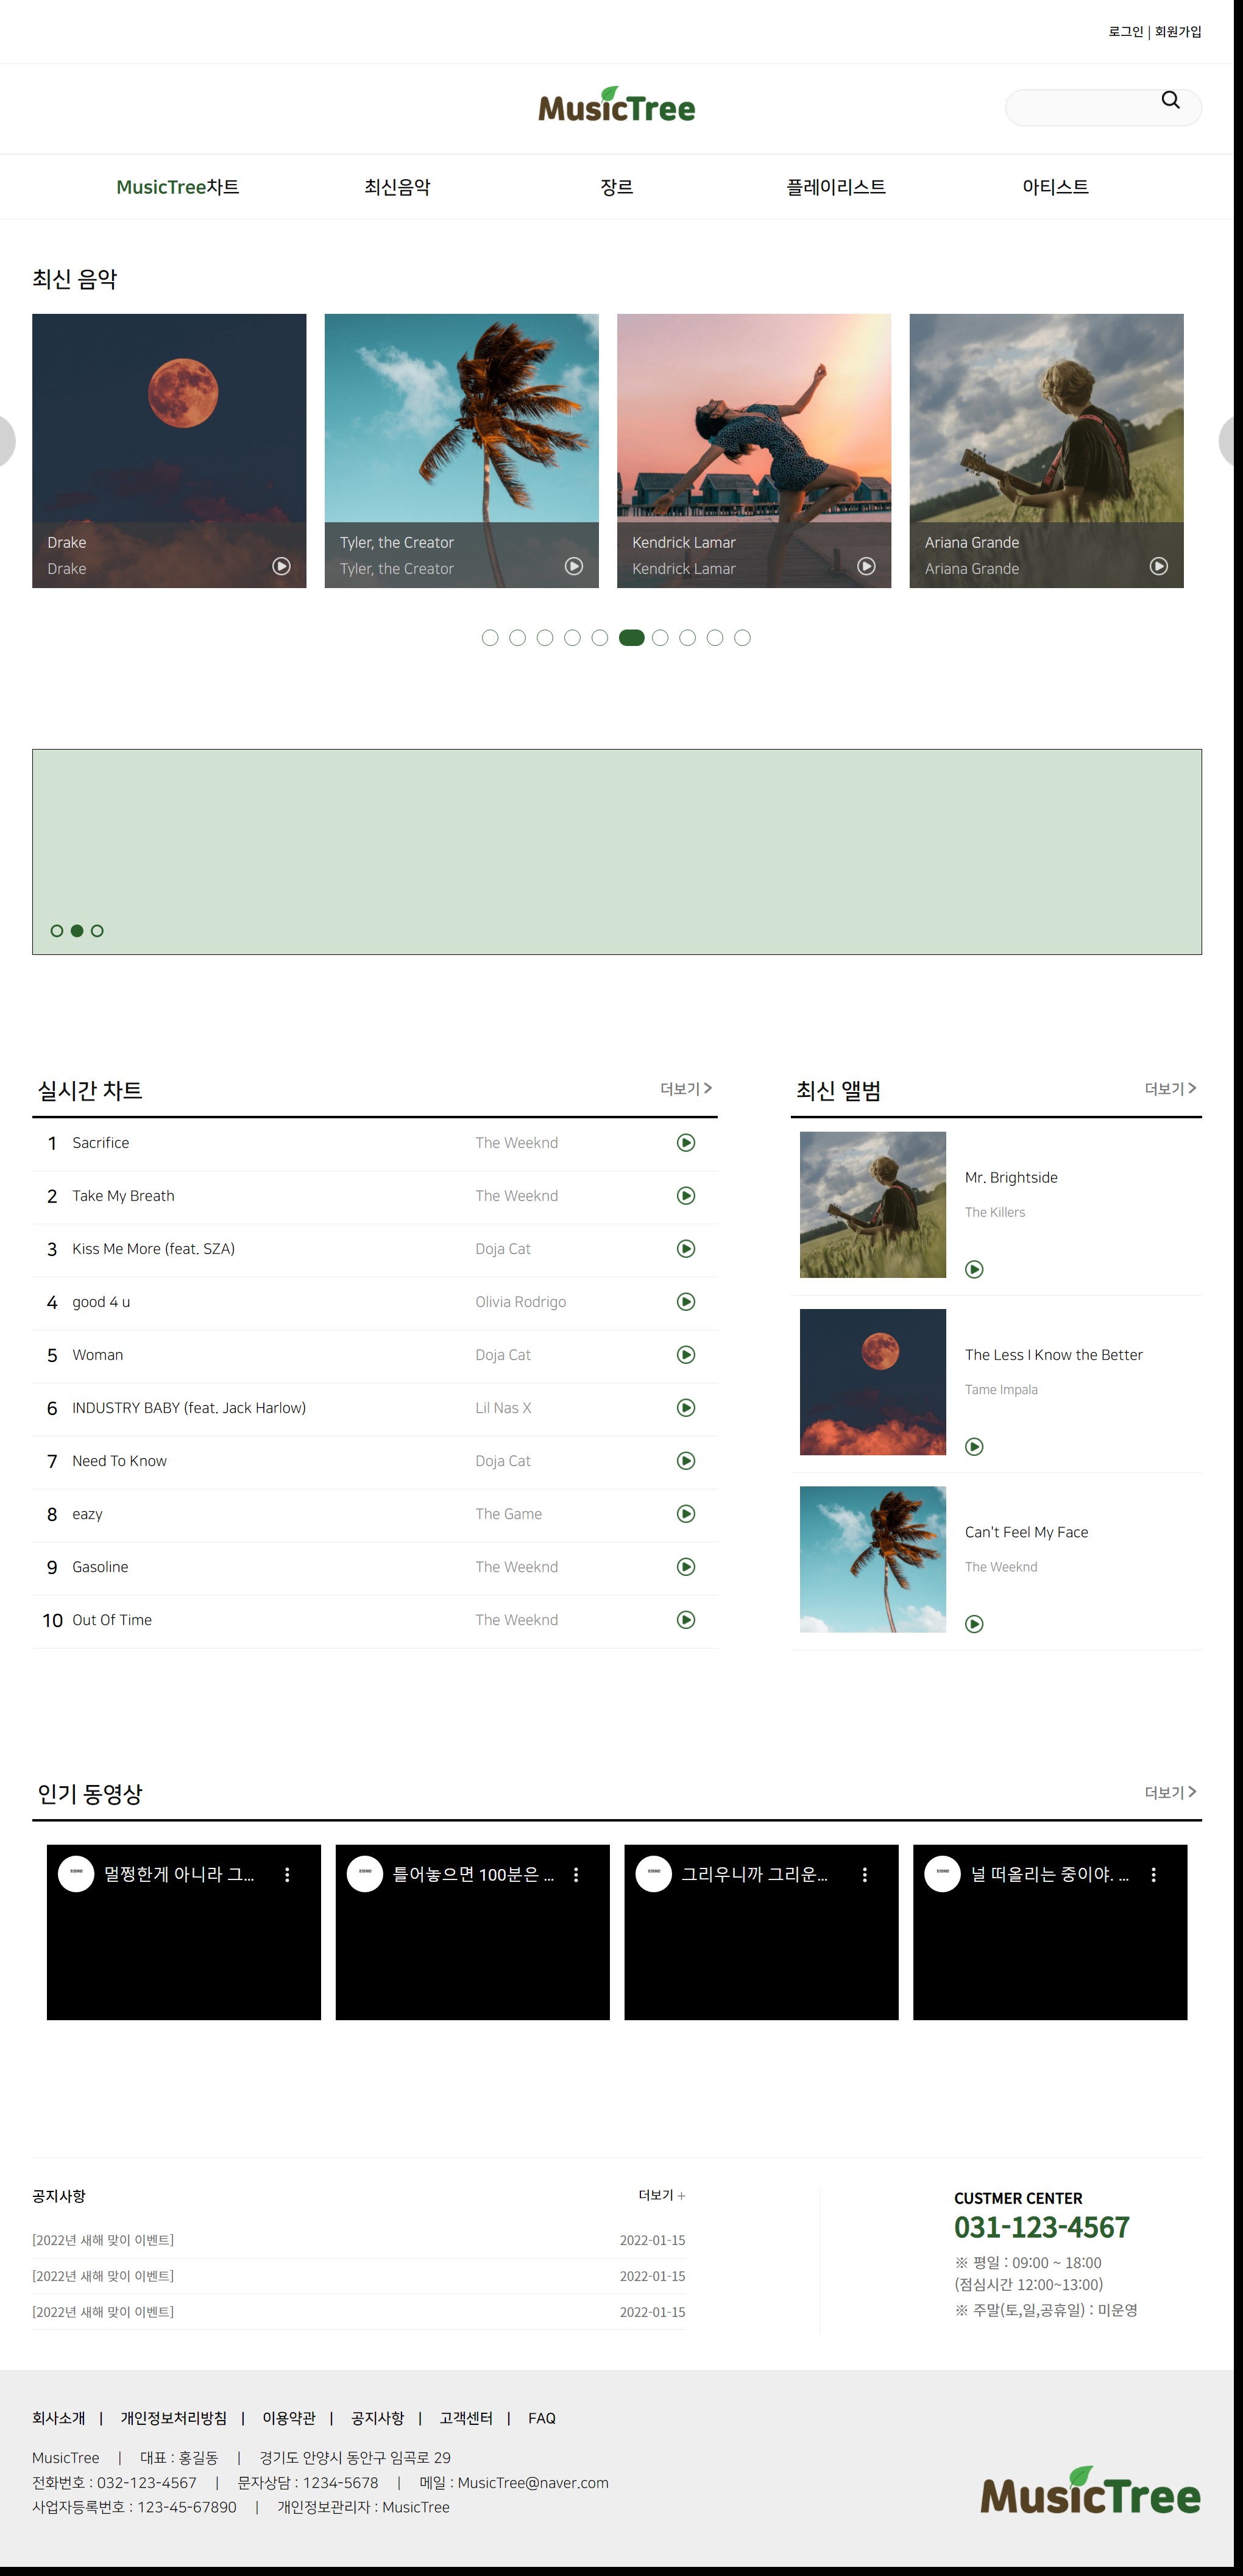 로그인 | 회원가입
MusicTree
MusicTree차트 최신음악 장르 플레이리스트 아티스트
최신 음악
Drake
Drake
Tyler, the Creator
Tyler, the Creator
Kendrick Lamar
Kendrick Lamar
Ariana Grande
Ariana Grande
실시간 차트 더보기 >
1 Sacrifice The Weeknd
2 Take My Breath The Weeknd
3 Kiss Me More (feat. SZA) Doja Cat
4 good 4 u Olivia Rodrigo
5 Woman Doja Cat
6 INDUSTRY BABY (feat. Jack Harlow) Lil Nas X
7 Need To Know Doja Cat
8 eazy The Game
9 Gasoline The Weeknd
10 Out Of Time The Weeknd
최신 앨범 더보기 >
Mr. Brightside
The Killers
The Less I Know the Better
Tame Impala
Can't Feel My Face
The Weeknd
인기 동영상 더보기 >
멀쩡한게 아니라 그...
틀어놓으면 100분은 ...
그리우니까 그리운...
널 떠올리는 중이야. ...
공지사항 더보기 +
[2022년 새해 맞이 이벤트] 2022-01-15
[2022년 새해 맞이 이벤트] 2022-01-15
[2022년 새해 맞이 이벤트] 2022-01-15
CUSTMER CENTER
031-123-4567
※ 평일 : 09:00 ~ 18:00
(점심시간 12:00~13:00)
※ 주말(토,일,공휴일) : 미운영
회사소개 | 개인정보처리방침 | 이용약관 | 공지사항 | 고객센터 | FAQ
MusicTree | 대표 : 홍길동 | 경기도 안양시 동안구 임곡로 29
전화번호 : 032-123-4567 | 문자상담 : 1234-5678 | 메일 : MusicTree@naver.com
사업자등록번호 : 123-45-67890 | 개인정보관리자 : MusicTree
MusicTree